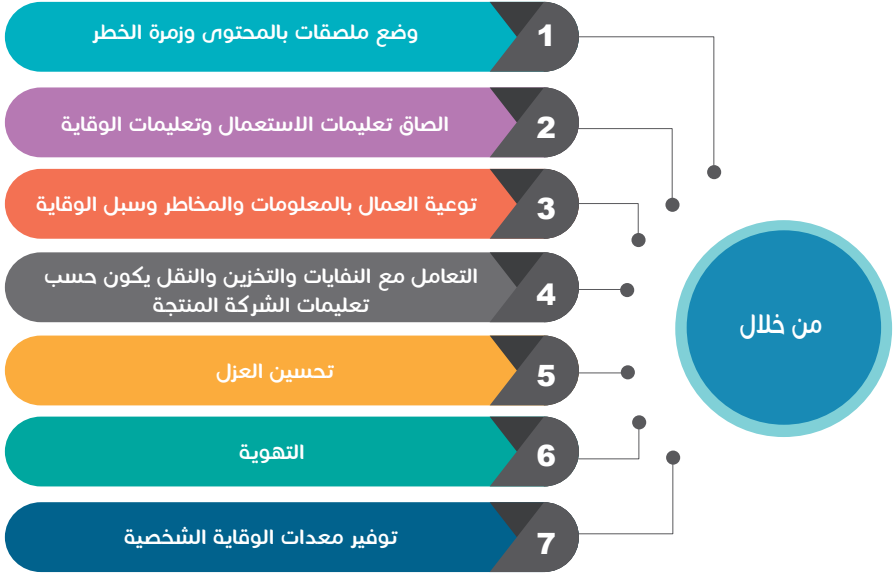 من خلال
1
وضع ملصقات بالمحتوى وزمرة الخطر
2
الصاق تعليمات الاستعمال وتعليمات الوقاية
3
توعية العمال بالمعلومات والمخاطر وسبل الوقاية
4
التعامل مع النفايات والتخزين والنقل يكون حسب
تعليمات الشركة المنتجة
5
تحسين العزل
6
التهوية
7
توفير معدات الوقاية الشخصية